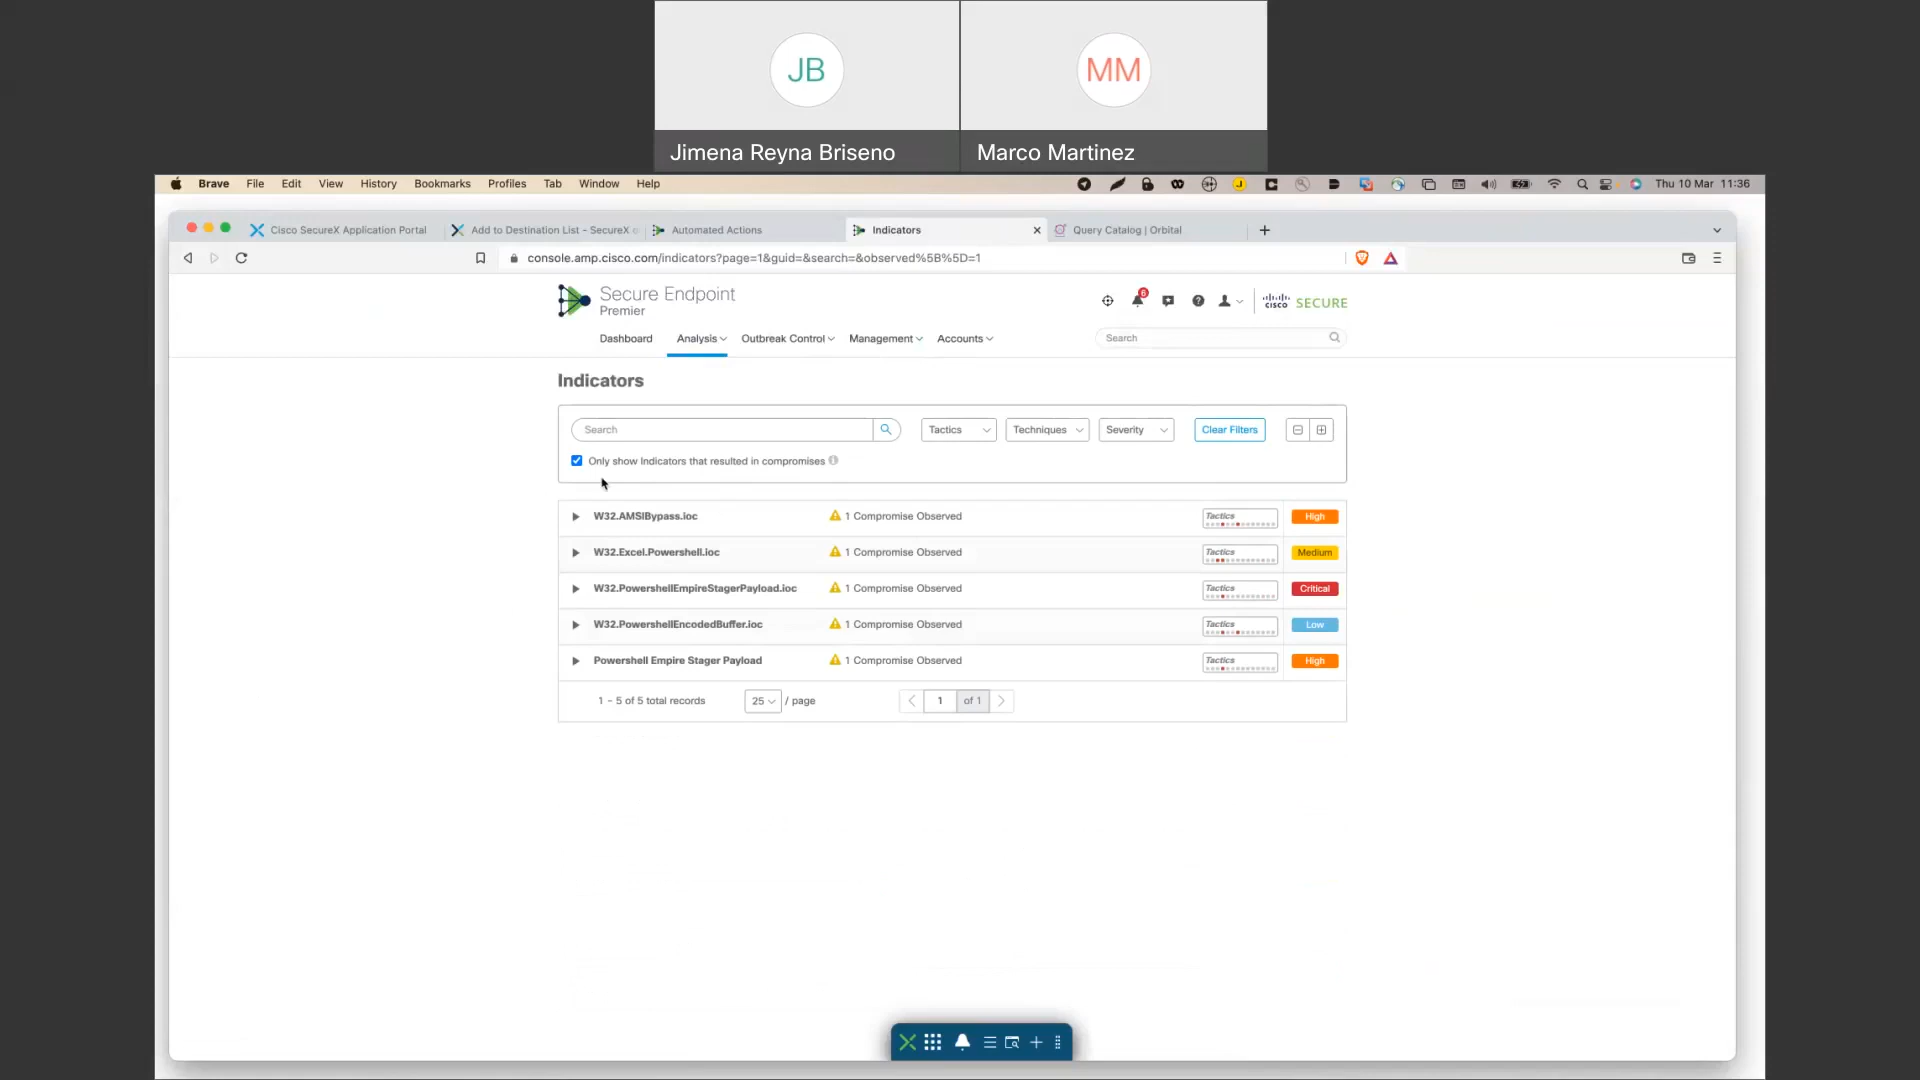 JB
MM
Jimena Reyna Briseno
Marco Martinez
Brave File Edit View History Bookmarks Profiles Tab Window Help
Thu 10 Mar 11:36
Cisco SecureX Application Portal
Add to Destination List – SecureX o
Automated Actions
Indicators
Query Catalog | Orbital
console.amp.cisco.com/indicators?page=1&guid=&search=&observed%5B%5D=1
Secure Endpoint
Premier
6
CISCO SECURE
Dashboard Analysis Outbreak Control Management Accounts
Search
Indicators
Search
Tactics
Techniques
Severity
Clear Filters
Only show Indicators that resulted in compromises
W32.AMSIBypass.ioc 1 Compromise Observed Tactics High
W32.Excel.Powershell.ioc 1 Compromise Observed Tactics Medium
W32.PowershellEmpireStagerPayload.ioc 1 Compromise Observed Tactics Critical
W32.PowershellEncodedBuffer.ioc 1 Compromise Observed Tactics Low
Powershell Empire Stager Payload 1 Compromise Observed Tactics High
1 – 5 of 5 total records 25 / page 1 of 1